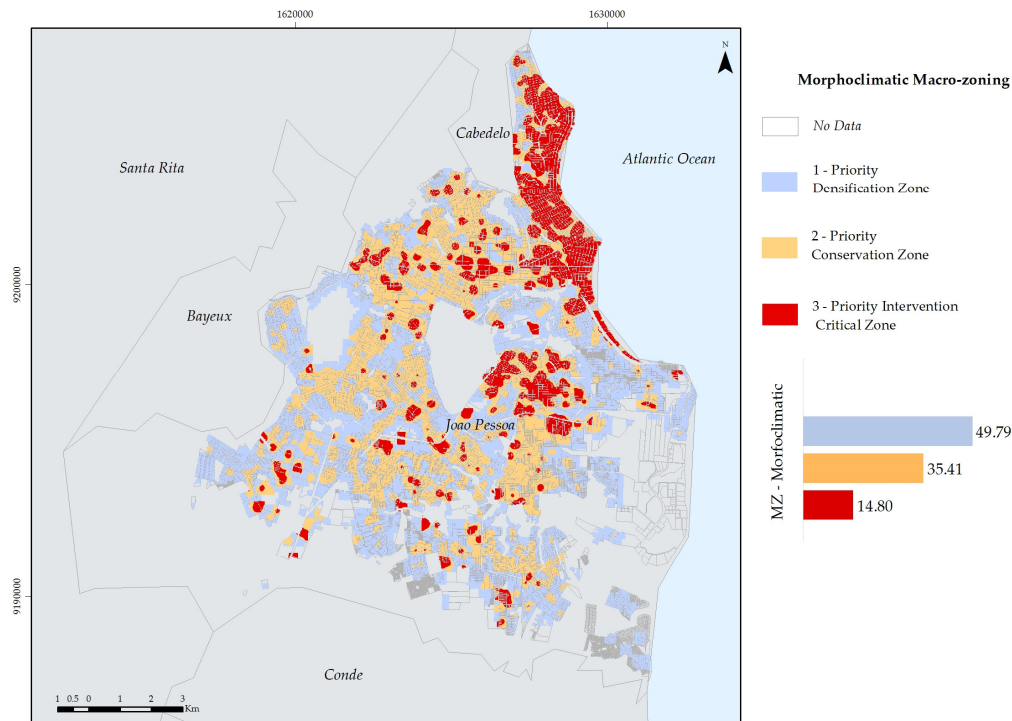 1620000
1630000
N
Cabedelo
Santa Rita
Atlantic Ocean
9200000
Bayeux
Joao Pessoa
9190000
Conde
1 0.5 0 1 2 3
Km
Morphoclimatic Macro-zoning
No Data
1 - Priority
Densification Zone
2 - Priority
Conservation Zone
3 - Priority Intervention
Critical Zone
MZ - Morfoclimatic
49.79
35.41
14.80